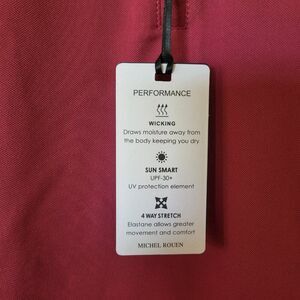 PERFORMANCE
WICKING
Draws moisture away from
the body keeping you dry
SUN SMART
UPF-30+
UV protection element
4 WAY STRETCH
Elastane allows greater
movement and comfort
MICHEL ROUEN